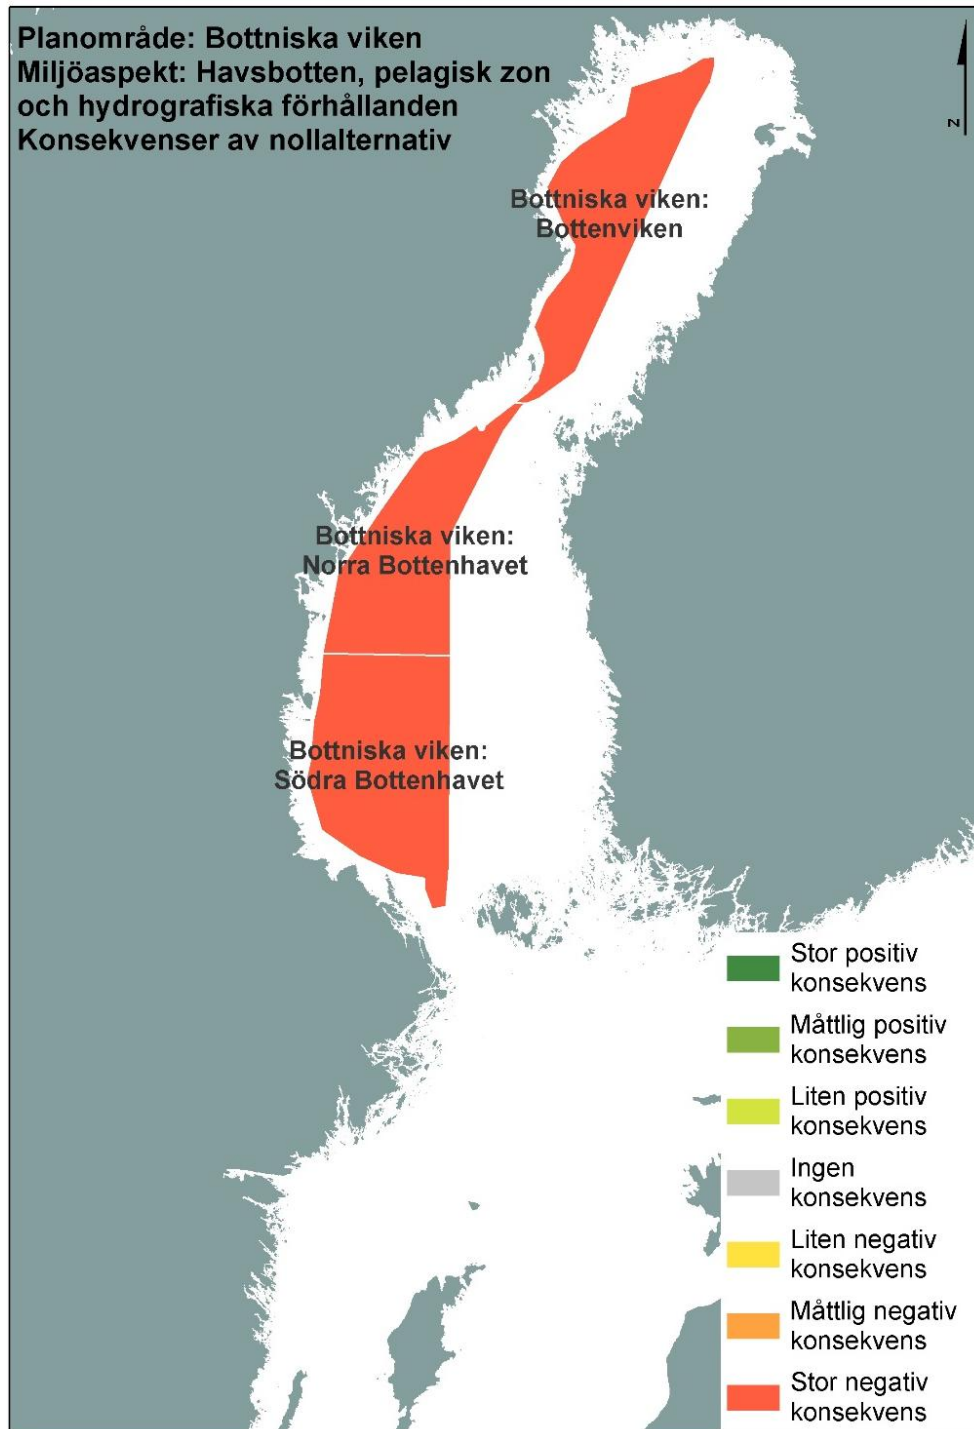 Planområde: Bottniska viken
Miljöaspekt: Havsbotten, pelagisk zon
och hydrografiska förhållanden
Konsekvenser av nollalternativ
z
Bottniska viken:
Bottenviken
Bottniska viken:
Norra Bottenhavet
Bottniska viken:
Södra Bottenhavet
Stor positiv
konsekvens
Måttlig positiv
konsekvens
Liten positiv
konsekvens
Ingen
konsekvens
Liten negativ
konsekvens
Måttlig negativ
konsekvens
Stor negativ
konsekvens